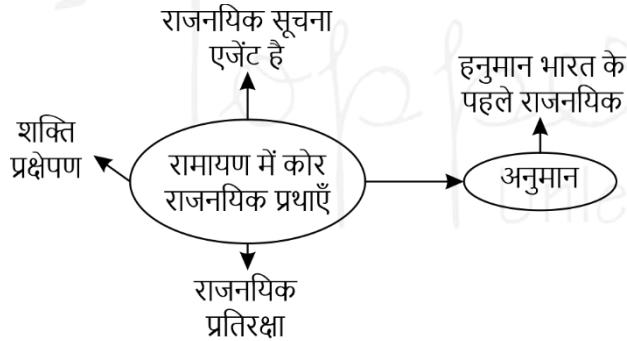 राजनयिक सूचना
एजेंट है
हनुमान भारत के
पहले राजनयिक
शक्ति
प्रक्षेपण
रामायण में कोर
राजनयिक प्रथाएँ
अनुमान
राजनयिक
प्रतिरक्षा